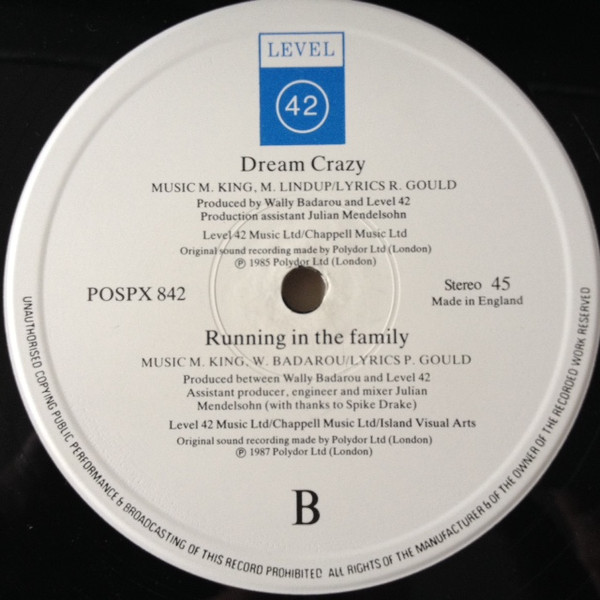 LEVEL
42
Dream Crazy
MUSIC M. KING, M. LINDUP/LYRICS R. GOULD
Produced by Wally Badarou and Level 42
Production assistant Julian Mendelsohn
Level 42 Music Ltd/Chappell Music Ltd
Original sound recording made by Polydor Ltd (London)
Ⓟ 1985 Polydor Ltd (London)
POSPX 842
Stereo 45
Made in England
Running in the family
MUSIC M. KING, W. BADAROU/LYRICS P. GOULD
Produced between Wally Badarou and Level 42
Assistant producer, engineer and mixer Julian
Mendelsohn (with thanks to Spike Drake)
Level 42 Music Ltd/Chappell Music Ltd/Island Visual Arts
Original sound recording made by Polydor Ltd (London)
Ⓟ 1987 Polydor Ltd (London)
B
UNAUTHORISED COPYING PUBLIC PERFORMANCE & BROADCASTING OF THIS RECORD PROHIBITED ALL RIGHTS OF THE MANUFACTURER & OF THE OWNER OF THE RECORDED WORK RESERVED